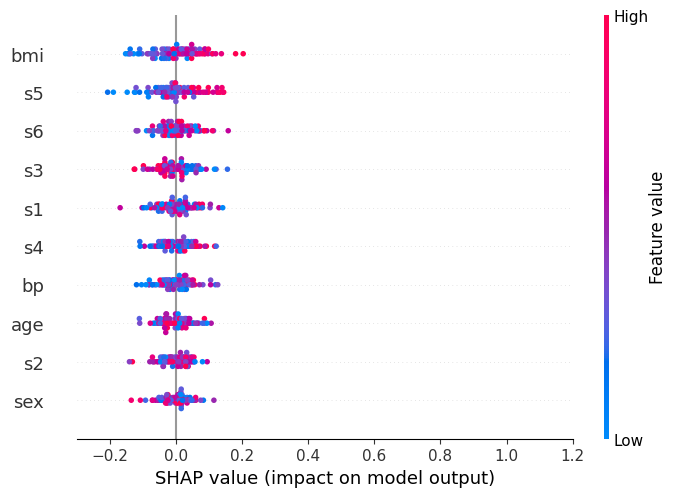 High
bmi
s5
s6
s3
s1
s4
bp
age
s2
sex
Feature value
Low
−0.2 0.0 0.2 0.4 0.6 0.8 1.0 1.2
SHAP value (impact on model output)